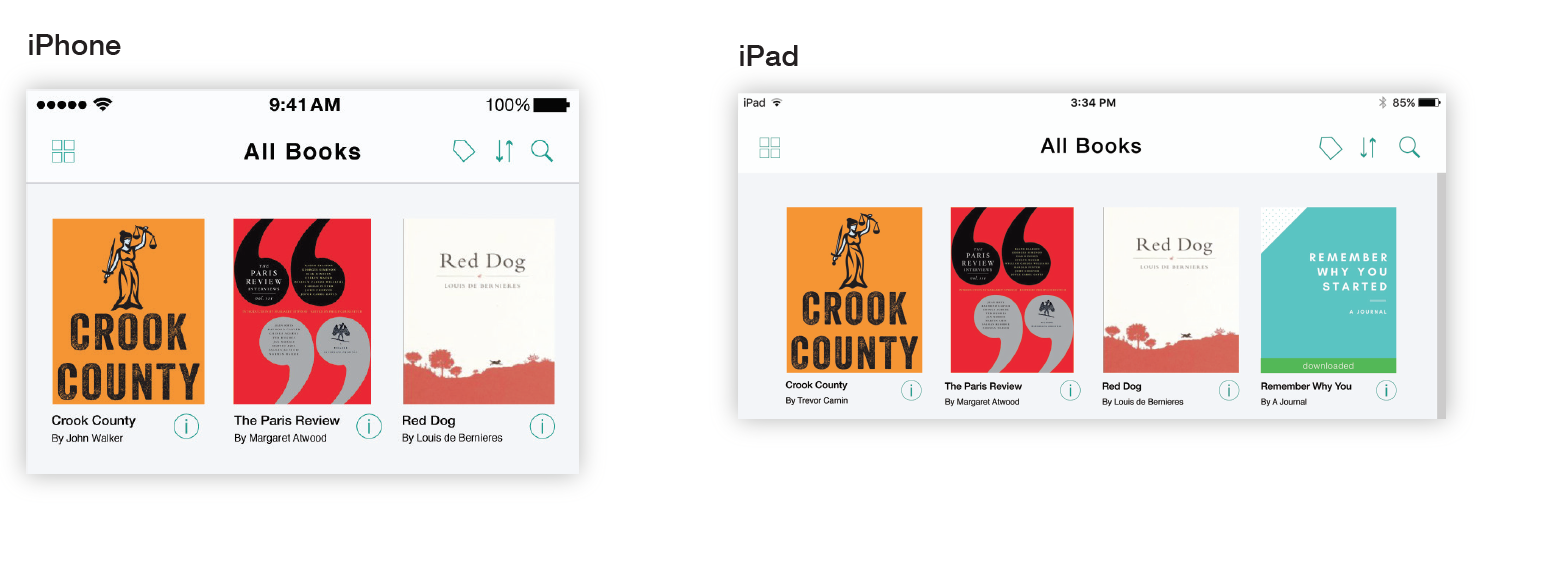 iPhone
9:41 AM
100%
All Books
THE
PARIS
REVIEW
INTERVIEWS
VOL. III
CROOK
COUNTY
Red Dog
LOUIS DE BERNIERES
Crook County
By John Walker
The Paris Review
By Margaret Atwood
Red Dog
By Louis de Bernieres
iPad
iPad
3:34 PM
85%
All Books
CROOK
COUNTY
THE
PARIS
REVIEW
INTERVIEWS
VOL. III
Red Dog
LOUIS DE BERNIERES
REMEMBER
WHY YOU
STARTED
A JOURNAL
downloaded
Crook County
By Trevor Camin
The Paris Review
By Margaret Atwood
Red Dog
By Louis de Bernieres
Remember Why You
By A Journal